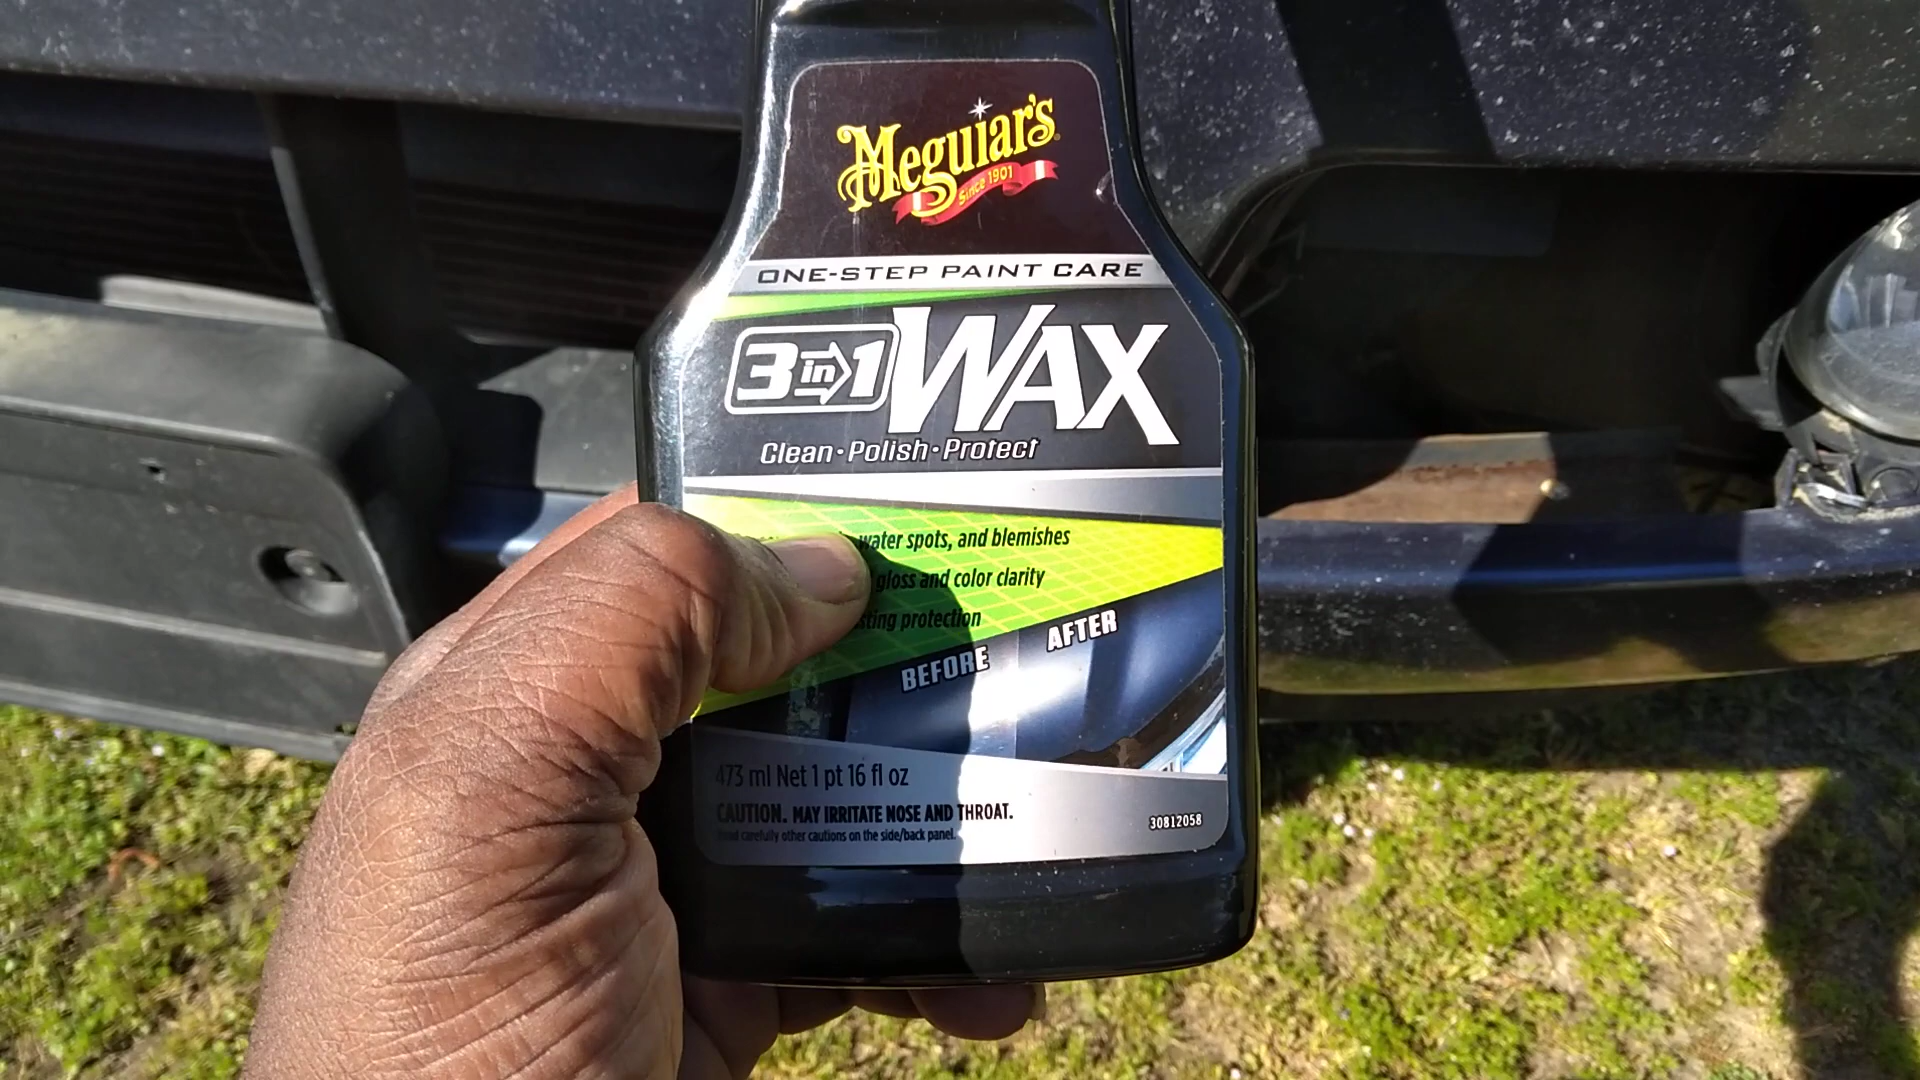 Meguiar's
Since 1901
ONE-STEP PAINT CARE
3 in 1 WAX
Clean•Polish•Protect
water spots, and blemishes
gloss and color clarity
sting protection
BEFORE AFTER
473 ml Net 1 pt 16 fl oz
CAUTION. MAY IRRITATE NOSE AND THROAT.
Read carefully other cautions on the side/back panel.
30812058